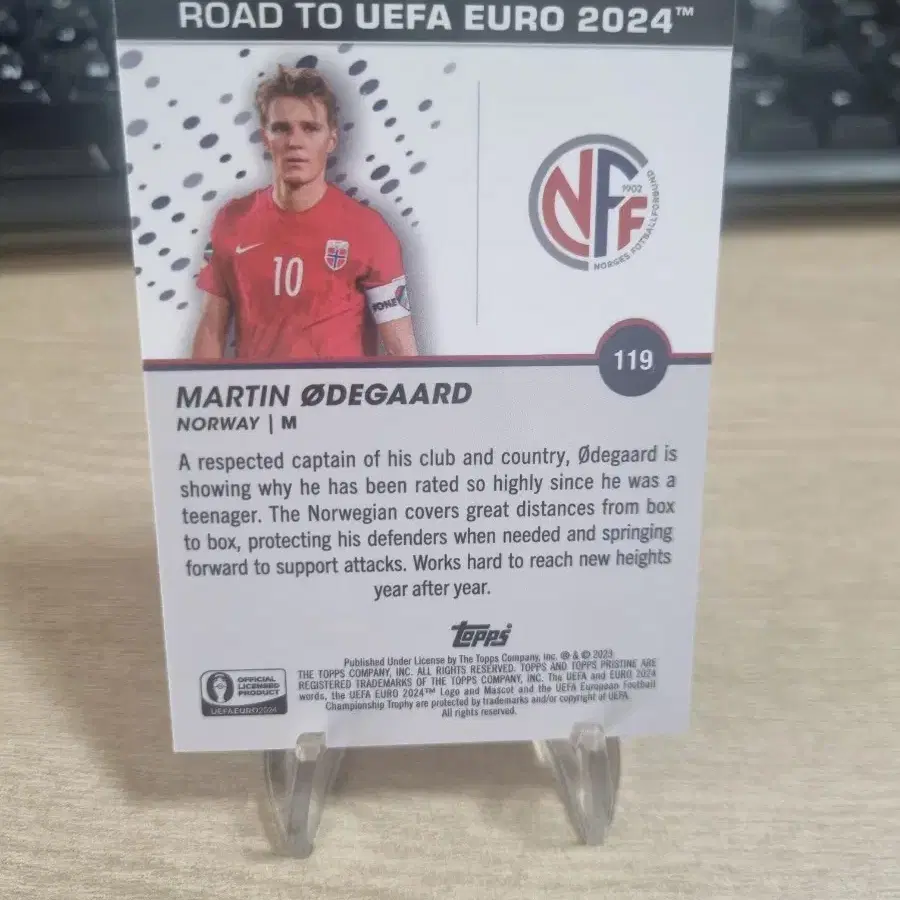 ROAD TO UEFA EURO 2024™
NFF
1902
NORGES FOTBALLFORBUND
10
119
MARTIN ØDEGAARD
NORWAY | M
A respected captain of his club and country, Ødegaard is
showing why he has been rated so highly since he was a
teenager. The Norwegian covers great distances from box
to box, protecting his defenders when needed and springing
forward to support attacks. Works hard to reach new heights
year after year.
topps
Published Under License by The Topps Company, Inc. ® & © 2023
THE TOPPS COMPANY, INC. ALL RIGHTS RESERVED. TOPPS AND TOPPS PRISTINE ARE
REGISTERED TRADEMARKS OF THE TOPPS COMPANY, INC. The UEFA and EURO 2024
words, the UEFA EURO 2024™ Logo and Mascot and the UEFA European Football
Championship Trophy are protected by trademarks and/or copyright of UEFA.
All rights reserved.
OFFICIAL
LICENSED
PRODUCT
UEFA EURO2024